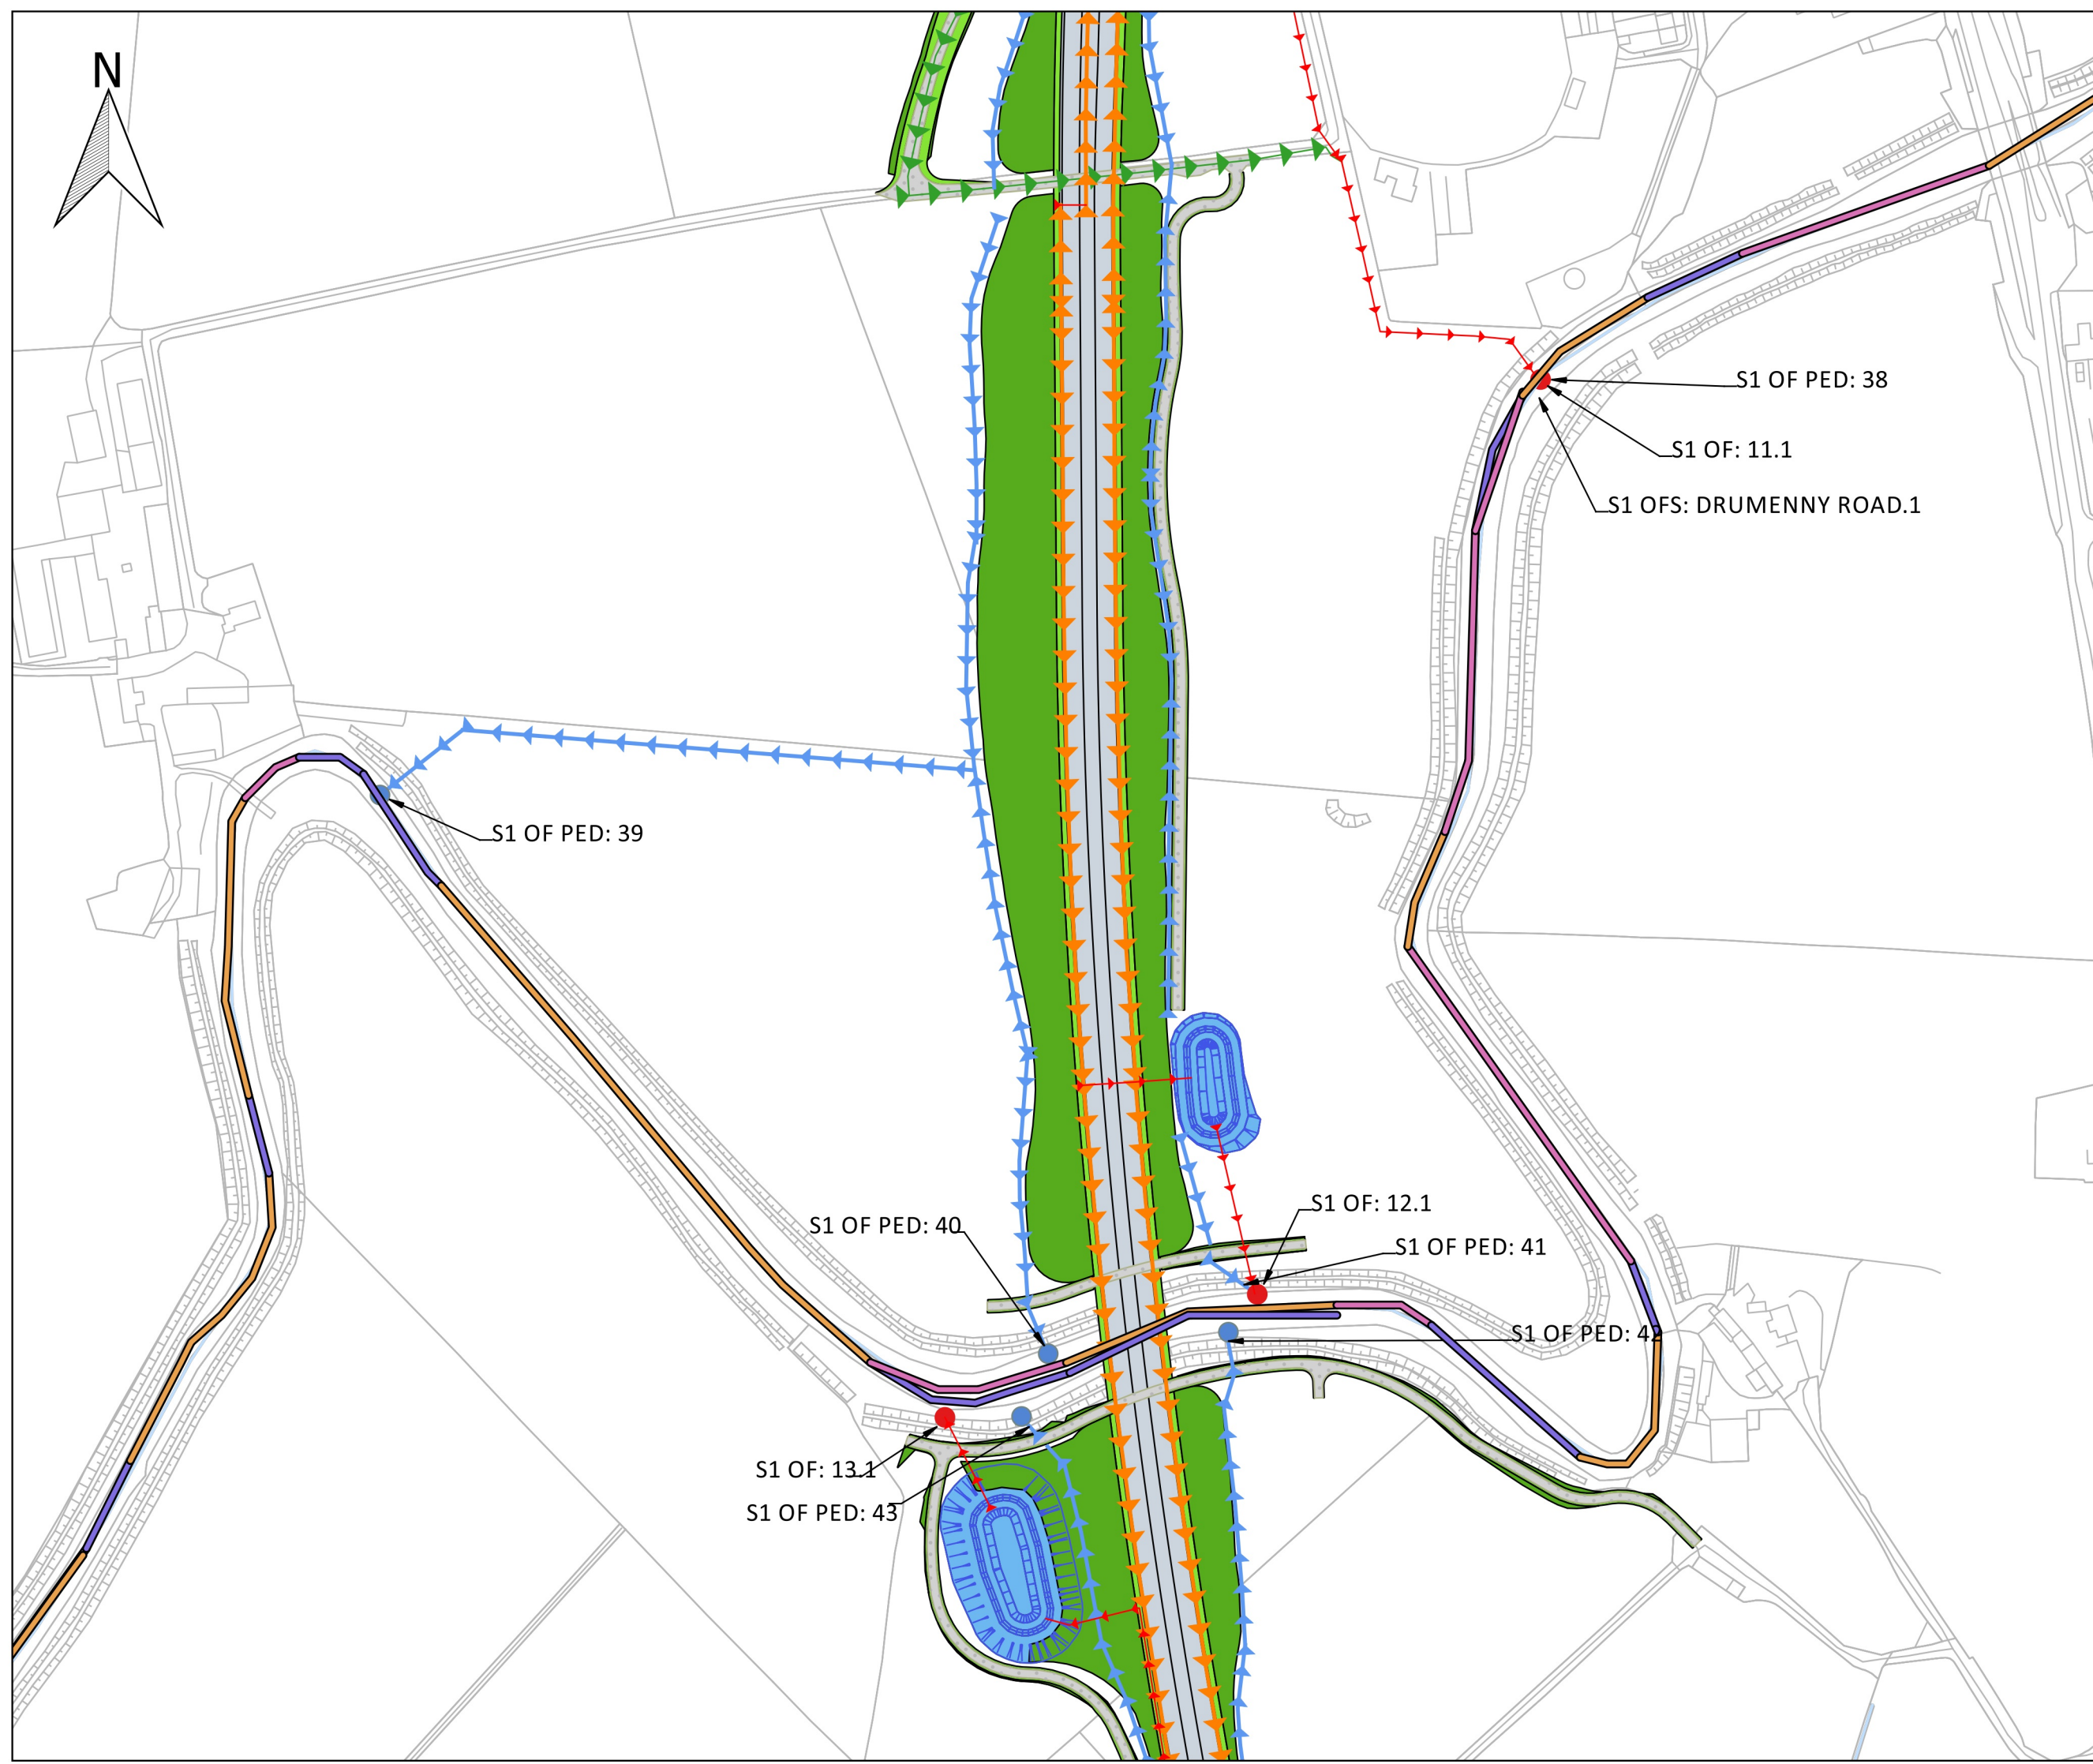 N
S1 OF PED: 38
S1 OF: 11.1
S1 OFS: DRUMENNY ROAD.1
S1 OF PED: 39
S1 OF: 12.1
S1 OF PED: 40
S1 OF PED: 41
S1 OF PED: 42
S1 OF: 13.1
S1 OF PED: 43